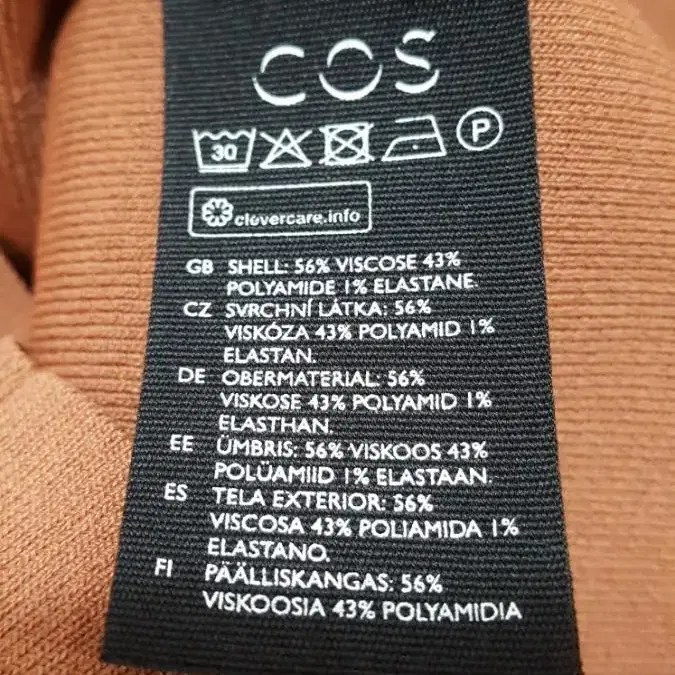 COS
30 P
clevercare.info
GB SHELL: 56% VISCOSE 43%
POLYAMIDE 1% ELASTANE.
CZ SVRCHNÍ LÁTKA: 56%
VISKÓZA 43% POLYAMID 1%
ELASTAN.
DE OBERMATERIAL: 56%
VISKOSE 43% POLYAMID 1%
ELASTHAN.
EE ÜMBRIS: 56% VISKOOS 43%
POLÜAMIID 1% ELASTAAN.
ES TELA EXTERIOR: 56%
VISCOSA 43% POLIAMIDA 1%
ELASTANO.
FI PÄÄLLISKANGAS: 56%
VISKOOSIA 43% POLYAMIDIA